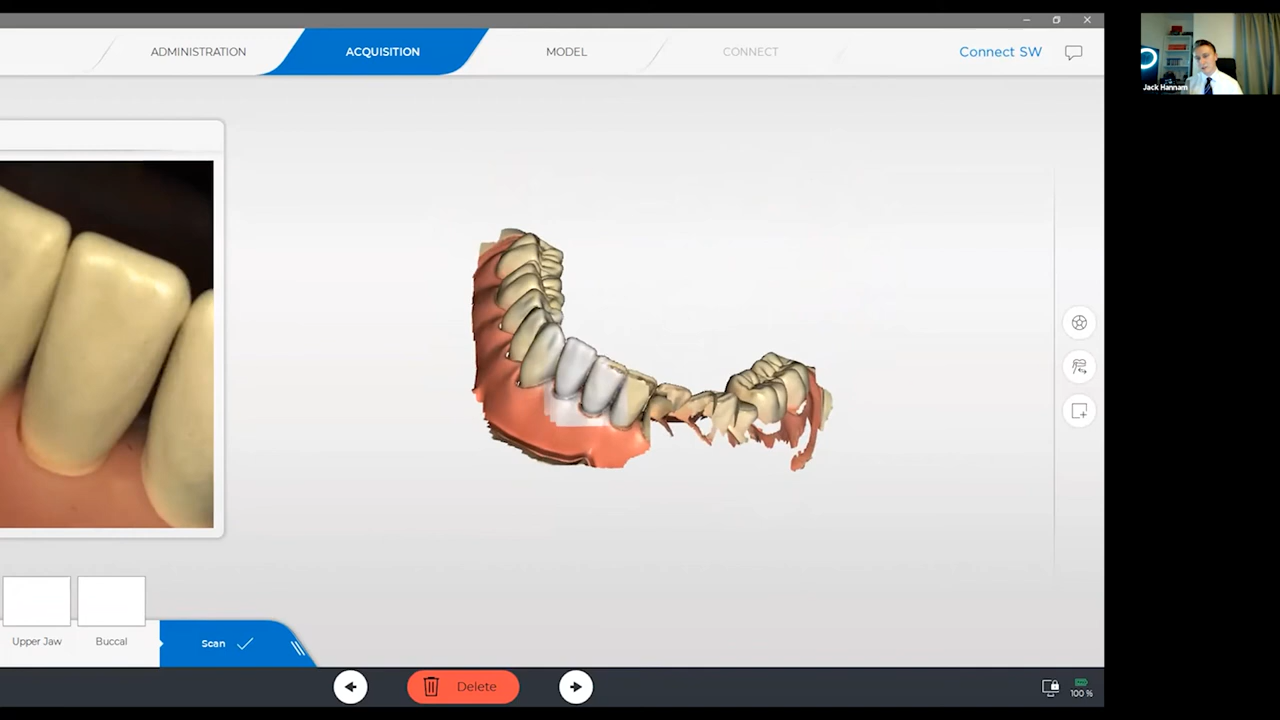 ADMINISTRATION
ACQUISITION
MODEL
CONNECT
Connect SW
Jack Hannam
Upper Jaw
Buccal
Scan
Delete
100 %